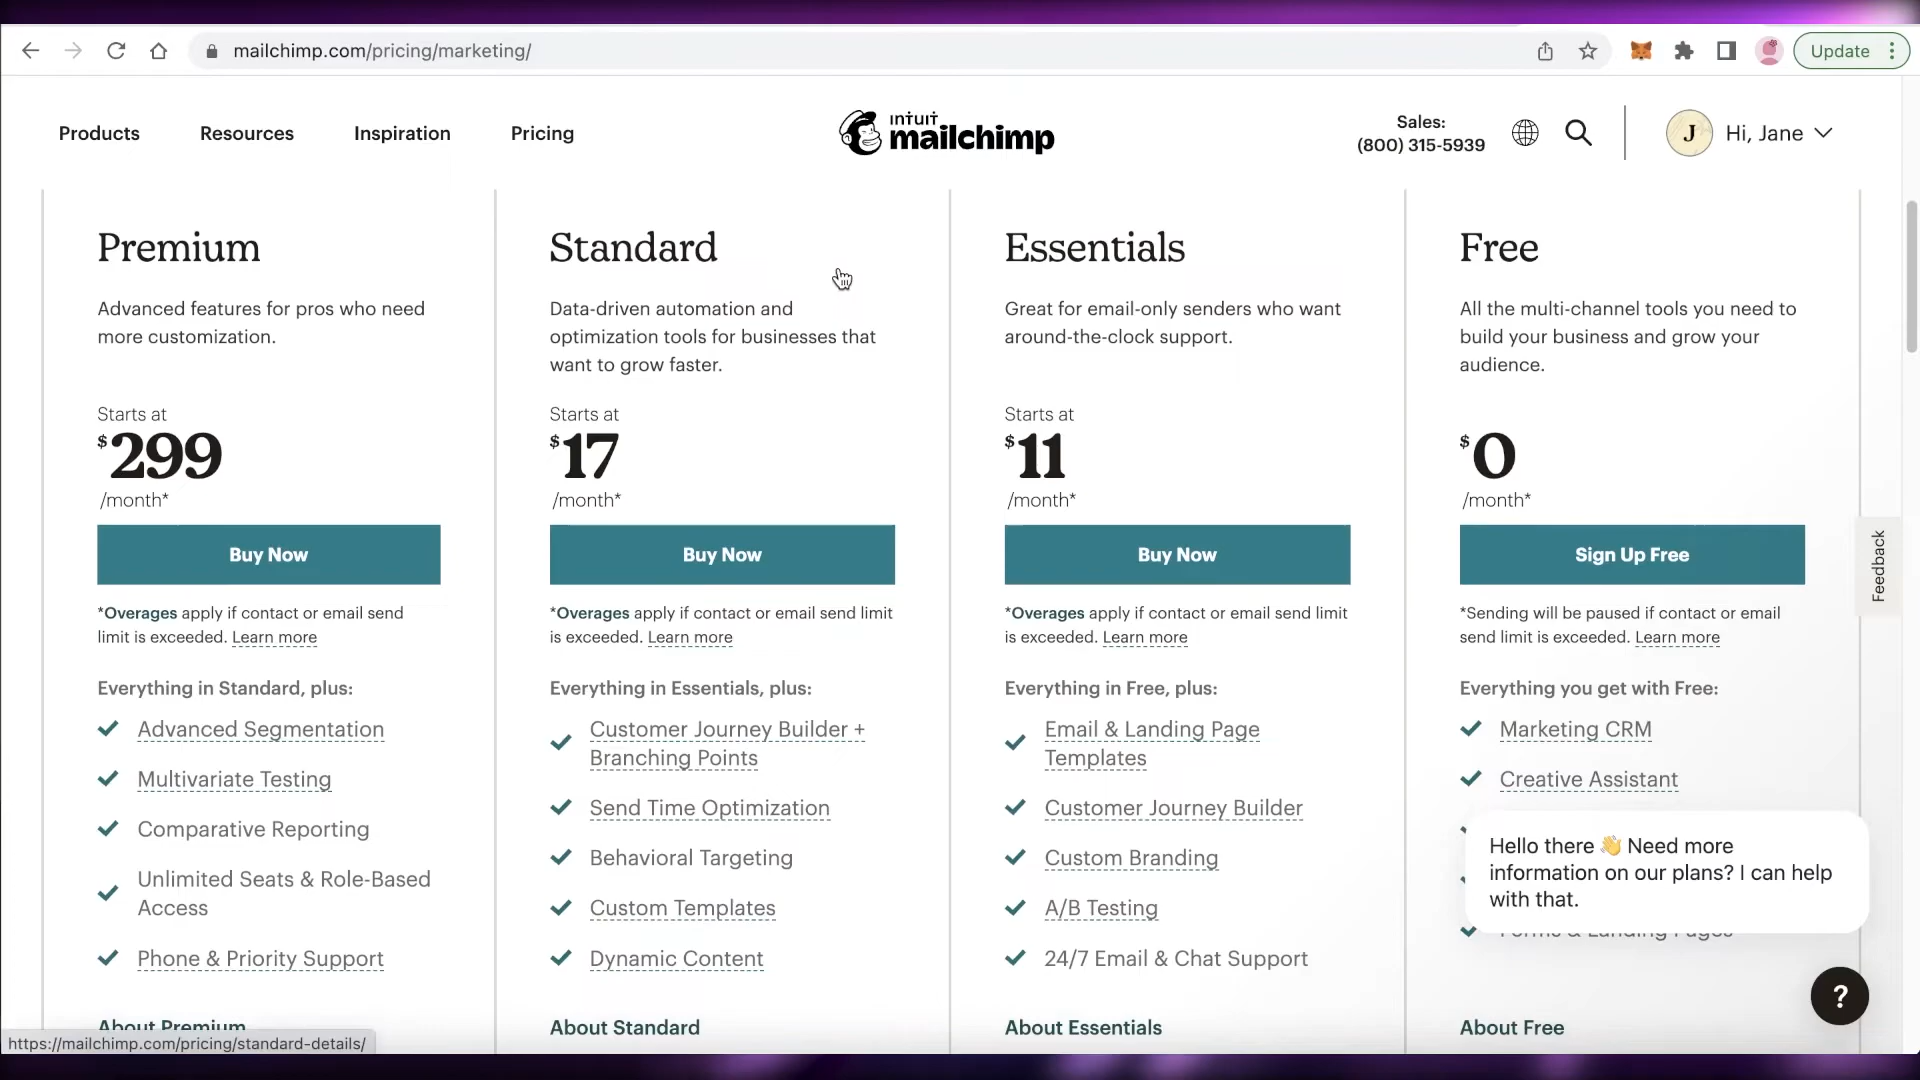 mailchimp.com/pricing/marketing/
Update
Products
Resources
Inspiration
Pricing
INTUIT
mailchimp
Sales:
(800) 315-5939
J
Hi, Jane
Premium
Advanced features for pros who need
more customization.
Starts at
$299
/month*
Buy Now
*Overages apply if contact or email send
limit is exceeded. Learn more
Everything in Standard, plus:
Advanced Segmentation
Multivariate Testing
Comparative Reporting
Unlimited Seats & Role-Based
Access
Phone & Priority Support
About Premium
Standard
Data-driven automation and
optimization tools for businesses that
want to grow faster.
Starts at
$17
/month*
Buy Now
*Overages apply if contact or email send limit
is exceeded. Learn more
Everything in Essentials, plus:
Customer Journey Builder +
Branching Points
Send Time Optimization
Behavioral Targeting
Custom Templates
Dynamic Content
About Standard
Essentials
Great for email-only senders who want
around-the-clock support.
Starts at
$11
/month*
Buy Now
*Overages apply if contact or email send limit
is exceeded. Learn more
Everything in Free, plus:
Email & Landing Page
Templates
Customer Journey Builder
Custom Branding
A/B Testing
24/7 Email & Chat Support
About Essentials
Free
All the multi-channel tools you need to
build your business and grow your
audience.
Starts at
$0
/month*
Sign Up Free
*Sending will be paused if contact or email
send limit is exceeded. Learn more
Everything you get with Free:
Marketing CRM
Creative Assistant
Forms & Landing Pages
About Free
Feedback
Hello there 👋 Need more
information on our plans? I can help
with that.
?
https://mailchimp.com/pricing/standard-details/